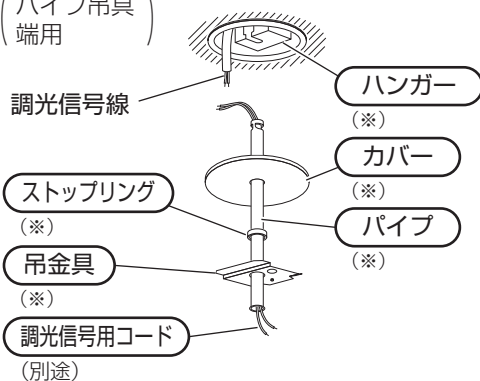 パイプ吊具
端用
調光信号線
ハンガー
(※)
カバー
(※)
ストップリング
(※)
パイプ
(※)
吊金具
(※)
調光信号用コード
(別途)